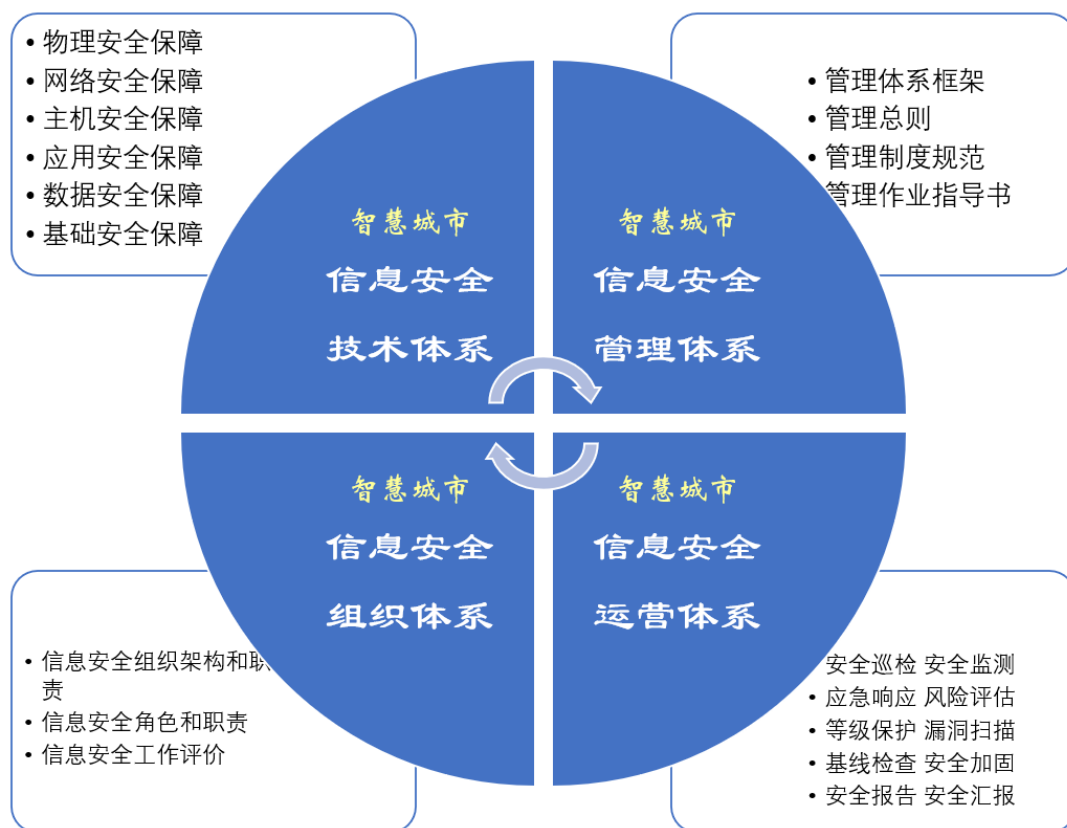 • 物理安全保障
• 网络安全保障
• 主机安全保障
• 应用安全保障
• 数据安全保障
• 基础安全保障
• 管理体系框架
• 管理总则
• 管理制度规范
管理作业指导书
智慧城市
信息安全
技术体系
智慧城市
信息安全
管理体系
智慧城市
信息安全
组织体系
智慧城市
信息安全
运营体系
• 信息安全组织架构和职
责
• 信息安全角色和职责
• 信息安全工作评价
安全巡检 安全监测
• 应急响应 风险评估
• 等级保护 漏洞扫描
• 基线检查 安全加固
• 安全报告 安全汇报